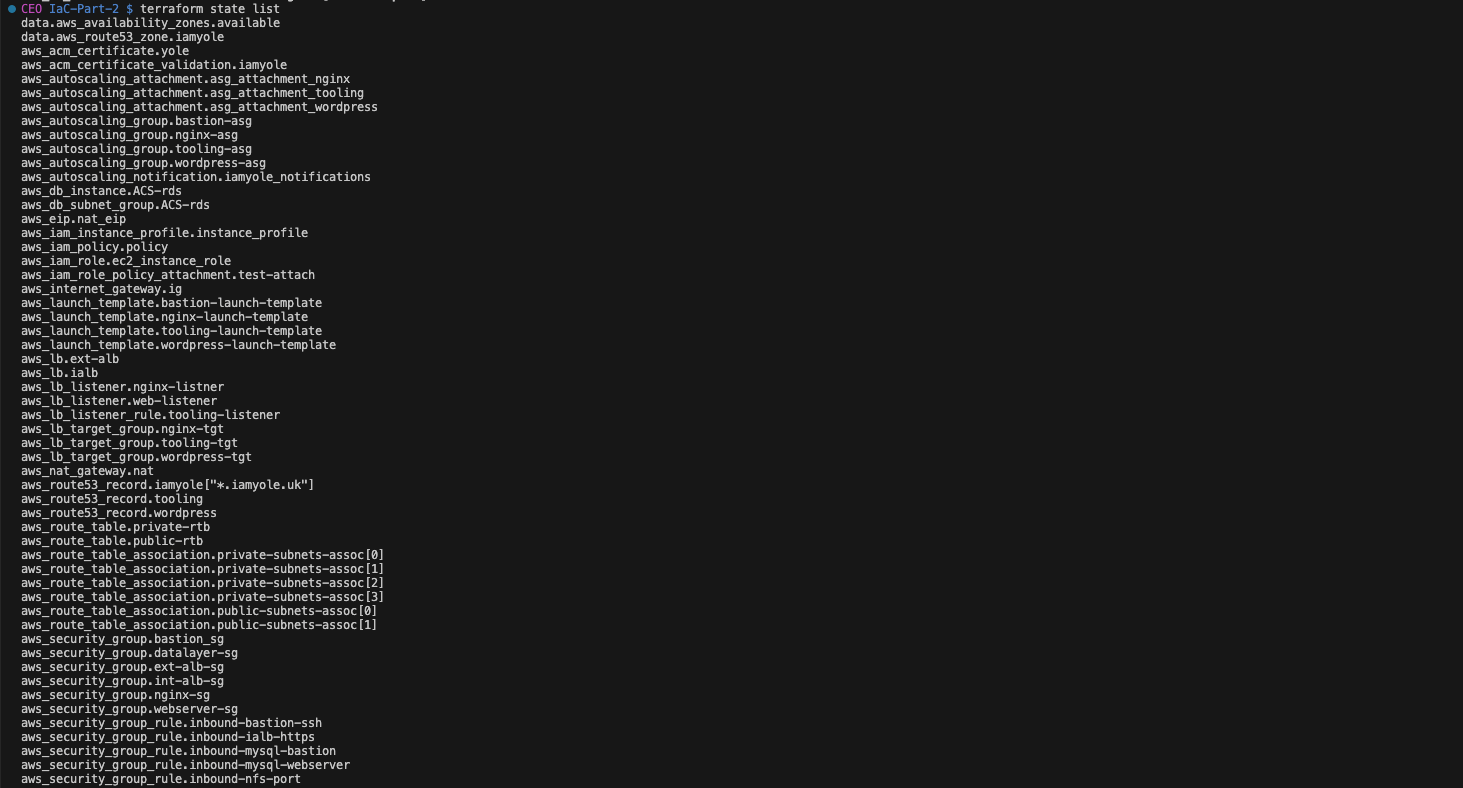 CEO IaC-Part-2 $ terraform state list
data.aws_availability_zones.available
data.aws_route53_zone.iamyole
aws_acm_certificate.yole
aws_acm_certificate_validation.iamyole
aws_autoscaling_attachment.asg_attachment_nginx
aws_autoscaling_attachment.asg_attachment_tooling
aws_autoscaling_attachment.asg_attachment_wordpress
aws_autoscaling_group.bastion-asg
aws_autoscaling_group.nginx-asg
aws_autoscaling_group.tooling-asg
aws_autoscaling_group.wordpress-asg
aws_autoscaling_notification.iamyole_notifications
aws_db_instance.ACS-rds
aws_db_subnet_group.ACS-rds
aws_eip.nat_eip
aws_iam_instance_profile.instance_profile
aws_iam_policy.policy
aws_iam_role.ec2_instance_role
aws_iam_role_policy_attachment.test-attach
aws_internet_gateway.ig
aws_launch_template.bastion-launch-template
aws_launch_template.nginx-launch-template
aws_launch_template.tooling-launch-template
aws_launch_template.wordpress-launch-template
aws_lb.ext-alb
aws_lb.ialb
aws_lb_listener.nginx-listner
aws_lb_listener.web-listener
aws_lb_listener_rule.tooling-listener
aws_lb_target_group.nginx-tgt
aws_lb_target_group.tooling-tgt
aws_lb_target_group.wordpress-tgt
aws_nat_gateway.nat
aws_route53_record.iamyole["*.iamyole.uk"]
aws_route53_record.tooling
aws_route53_record.wordpress
aws_route_table.private-rtb
aws_route_table.public-rtb
aws_route_table_association.private-subnets-assoc[0]
aws_route_table_association.private-subnets-assoc[1]
aws_route_table_association.private-subnets-assoc[2]
aws_route_table_association.private-subnets-assoc[3]
aws_route_table_association.public-subnets-assoc[0]
aws_route_table_association.public-subnets-assoc[1]
aws_security_group.bastion_sg
aws_security_group.datalayer-sg
aws_security_group.ext-alb-sg
aws_security_group.int-alb-sg
aws_security_group.nginx-sg
aws_security_group.webserver-sg
aws_security_group_rule.inbound-bastion-ssh
aws_security_group_rule.inbound-ialb-https
aws_security_group_rule.inbound-mysql-bastion
aws_security_group_rule.inbound-mysql-webserver
aws_security_group_rule.inbound-nfs-port